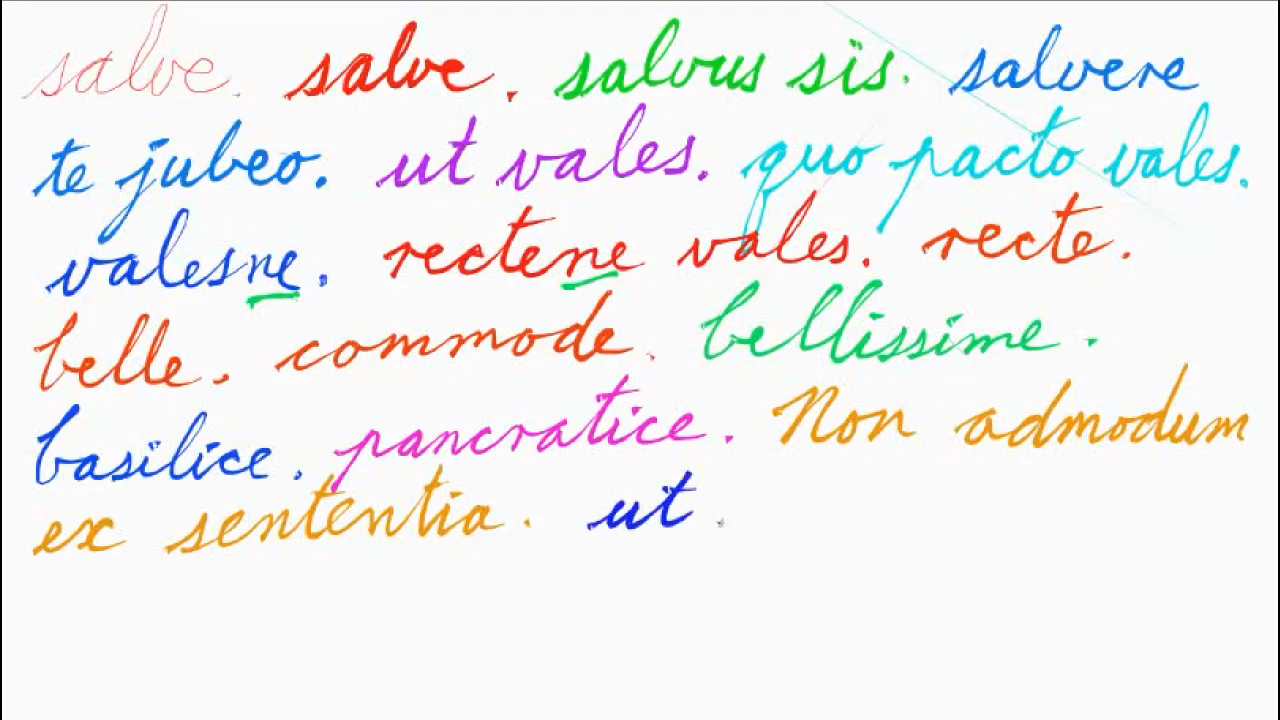 salve. salve. salvus sis. salvere
te jubeo. ut vales. quo pacto vales.
valesne. rectene vales. recte.
belle. commode. bellissime.
basilice. pancratice. Non admodum
ex sententia. ut.